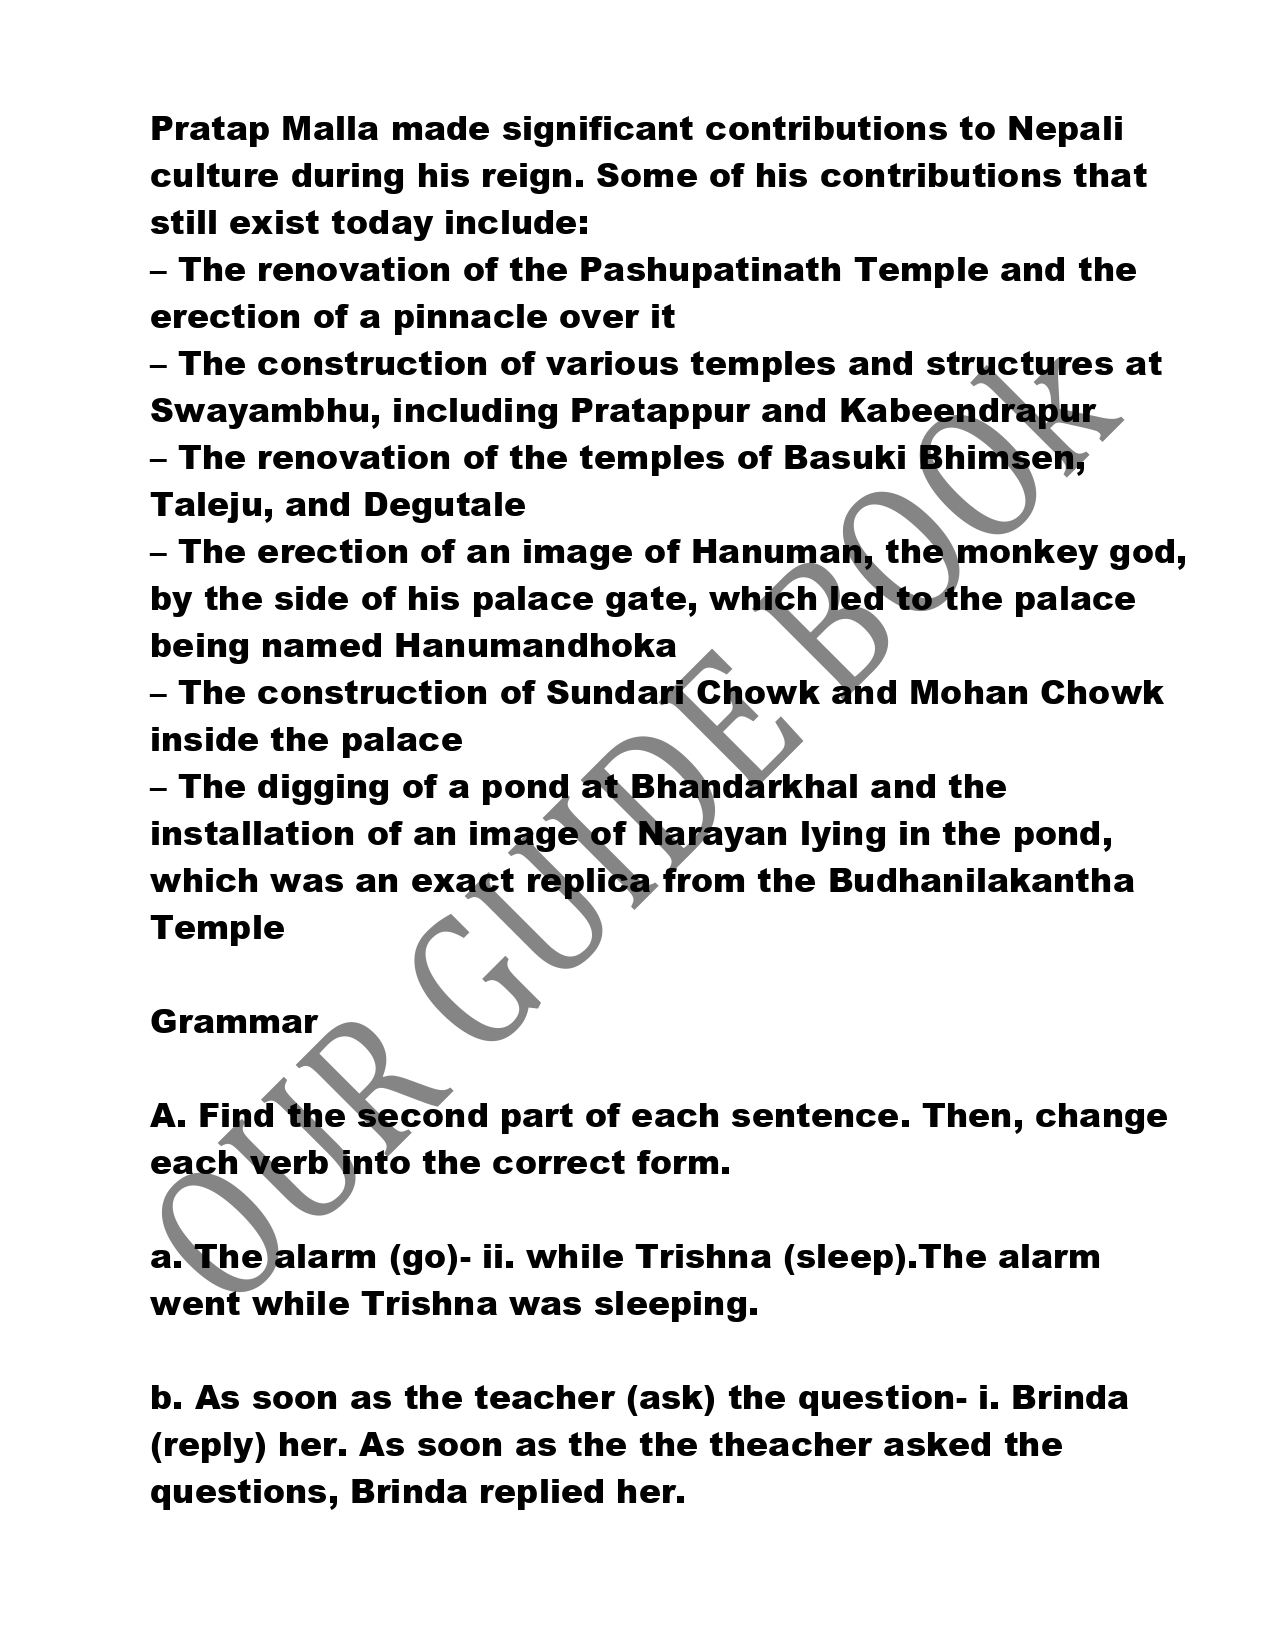 Pratap Malla made significant contributions to Nepali
culture during his reign. Some of his contributions that
still exist today include:
– The renovation of the Pashupatinath Temple and the
erection of a pinnacle over it
– The construction of various temples and structures at
Swayambhu, including Pratappur and Kabeendrapur
– The renovation of the temples of Basuki Bhimsen,
Taleju, and Degutale
– The erection of an image of Hanuman, the monkey god,
by the side of his palace gate, which led to the palace
being named Hanumandhoka
– The construction of Sundari Chowk and Mohan Chowk
inside the palace
– The digging of a pond at Bhandarkhal and the
installation of an image of Narayan lying in the pond,
which was an exact replica from the Budhanilakantha
Temple
Grammar
A. Find the second part of each sentence. Then, change
each verb into the correct form.
a. The alarm (go)- ii. while Trishna (sleep).The alarm
went while Trishna was sleeping.
b. As soon as the teacher (ask) the question- i. Brinda
(reply) her. As soon as the the theacher asked the
questions, Brinda replied her.
OUR GUIDE BOOK